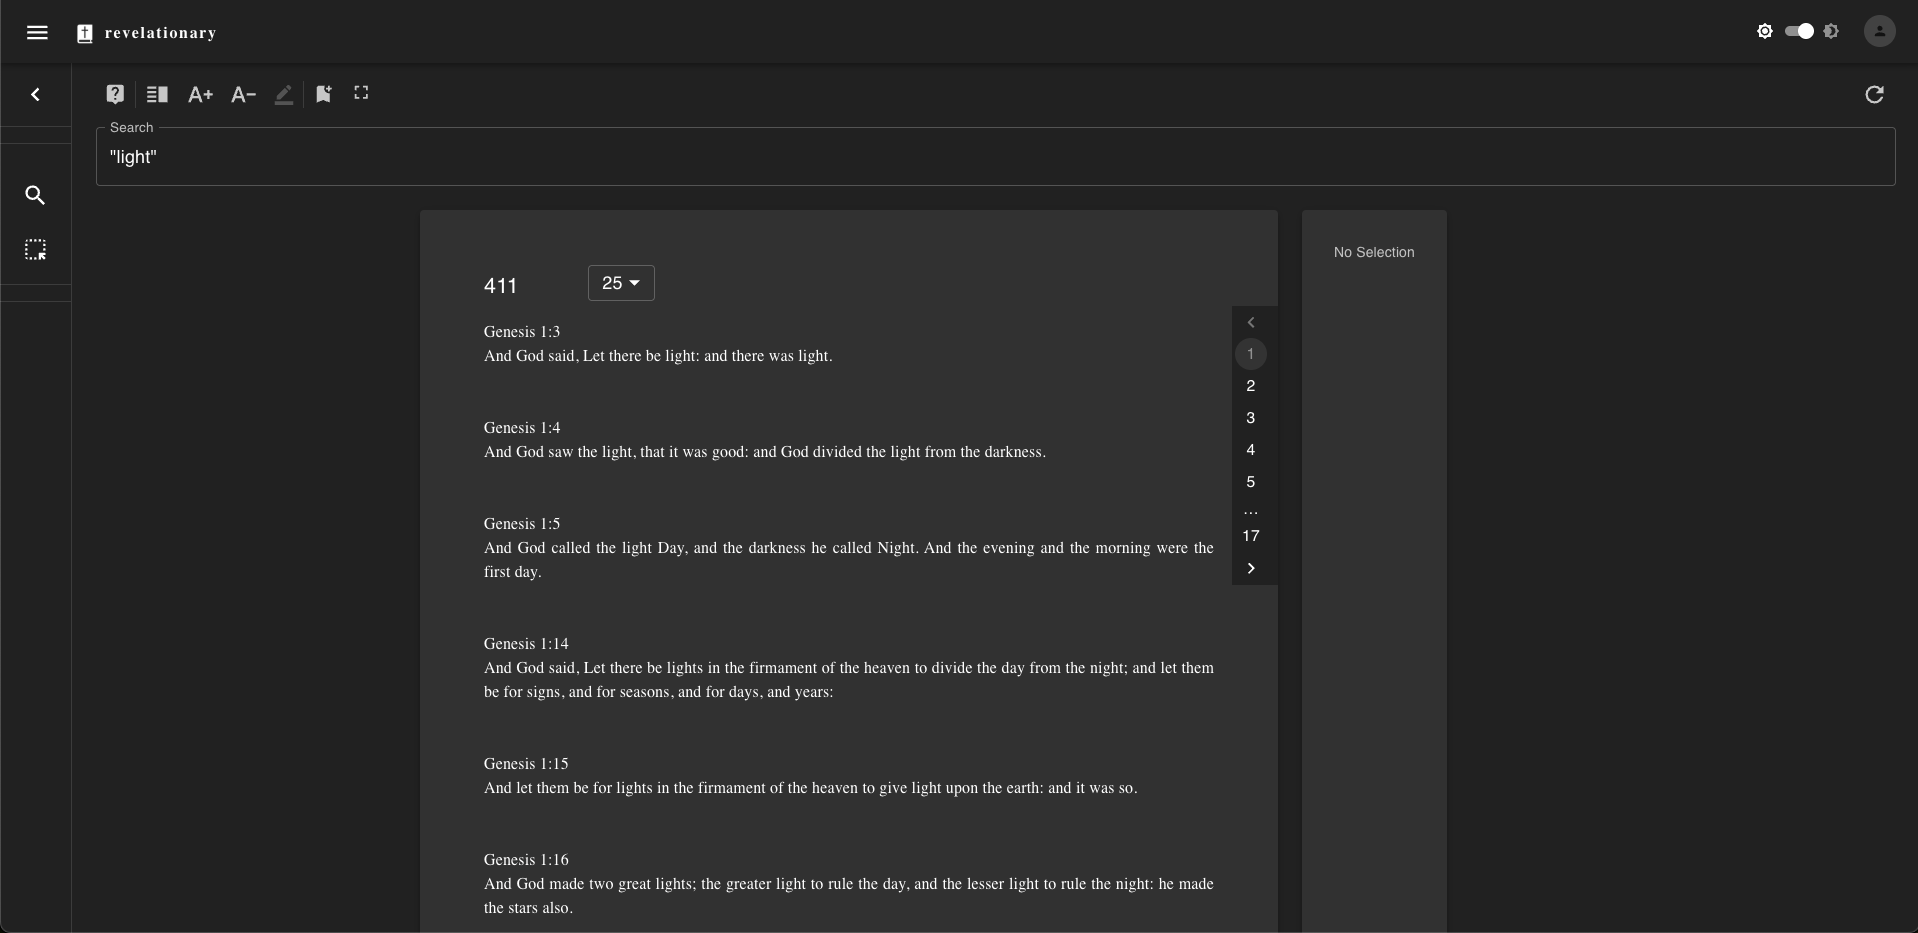 revelationary
A+ A-
Search
"light"
411 25
No Selection
Genesis 1:3
And God said, Let there be light: and there was light.
Genesis 1:4
And God saw the light, that it was good: and God divided the light from the darkness.
Genesis 1:5
And God called the light Day, and the darkness he called Night. And the evening and the morning were the
first day.
Genesis 1:14
And God said, Let there be lights in the firmament of the heaven to divide the day from the night; and let them
be for signs, and for seasons, and for days, and years:
Genesis 1:15
And let them be for lights in the firmament of the heaven to give light upon the earth: and it was so.
Genesis 1:16
And God made two great lights; the greater light to rule the day, and the lesser light to rule the night: he made
the stars also.
1
2
3
4
5
...
17